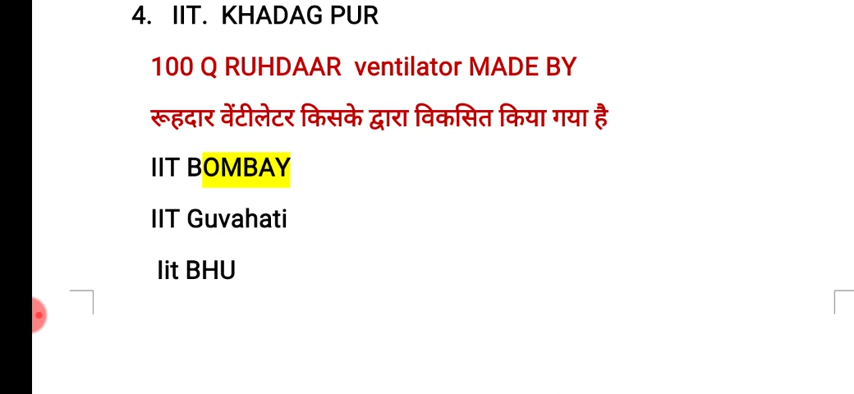 4. IIT. KHADAG PUR
100 Q RUHDAAR ventilator MADE BY
रूहदार वेंटीलेटर किसके द्वारा विकसित किया गया है
IIT BOMBAY
IIT Guvahati
Iit BHU